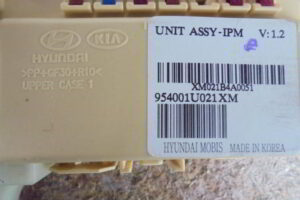 HYUNDAI
KIA
>PP+GF30+R10<
UPPER CASE 1
UNIT ASSY-IPM V:1.2
e
XM021B4A0051
954001U021XM
HYUNDAI MOBIS MADE IN KOREA